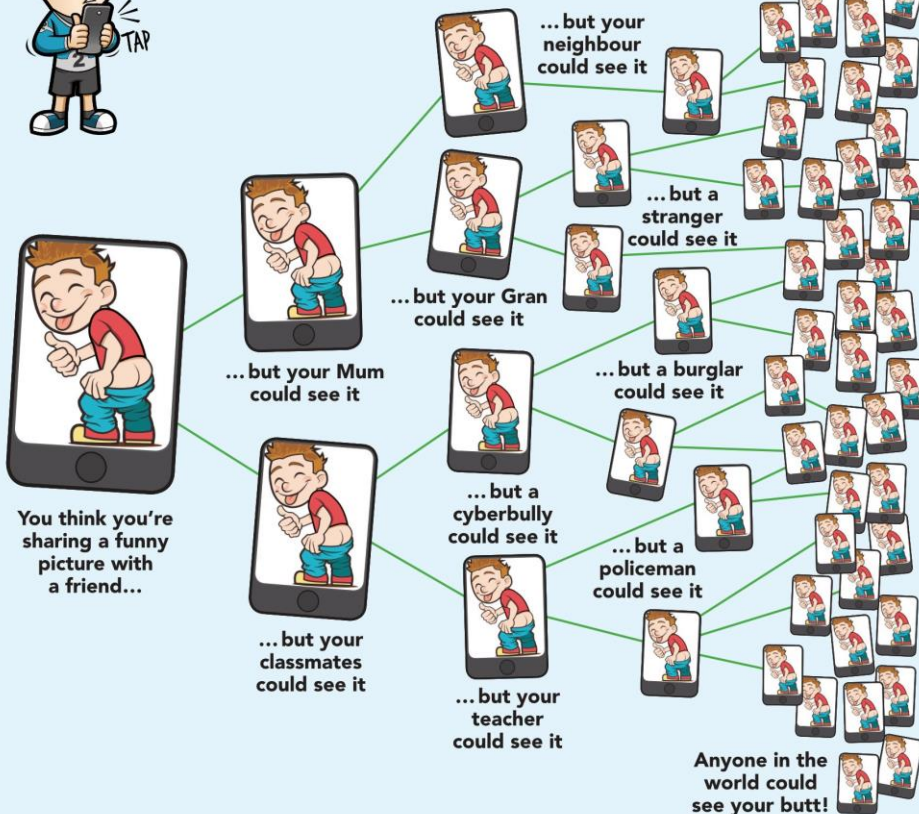 TAP
2
You think you're
sharing a funny
picture with
a friend...
...but your Mum
could see it
...but your
classmates
could see it
...but your Gran
could see it
...but a
cyberbully
could see it
...but your
teacher
could see it
...but your
neighbour
could see it
...but a
stranger
could see it
...but a burglar
could see it
...but a
policeman
could see it
Anyone in the
world could
see your butt!